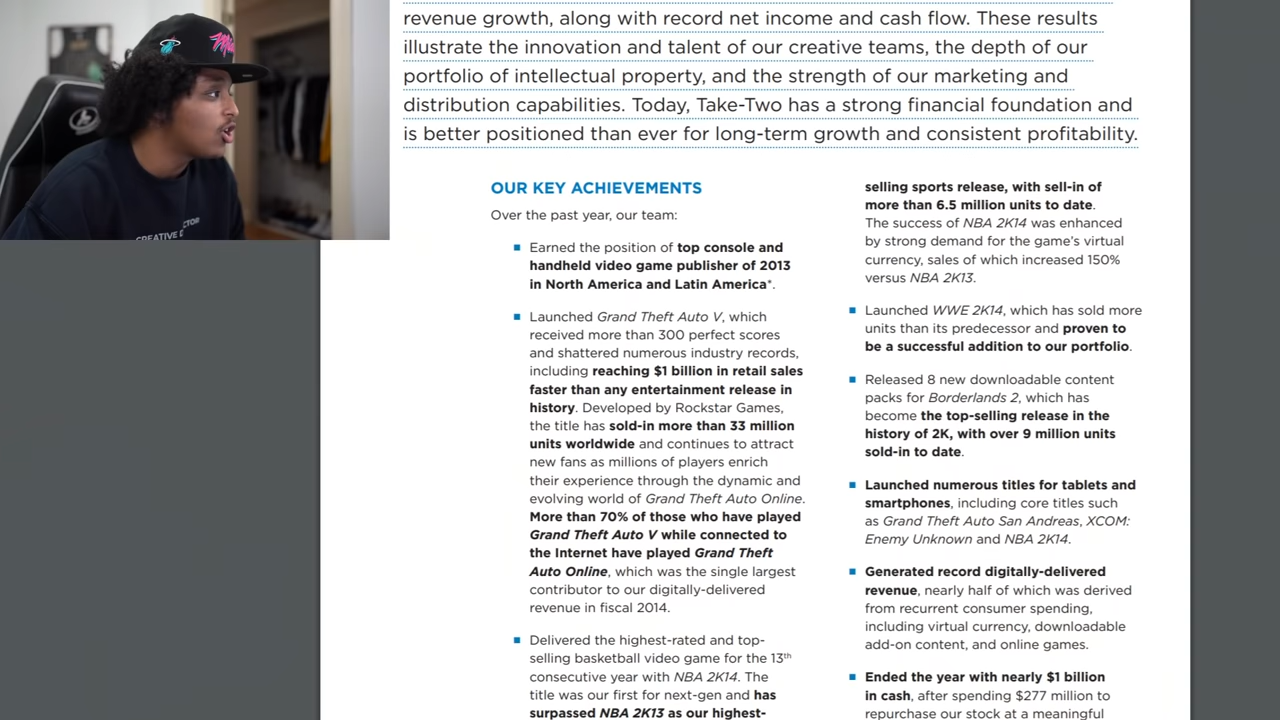 revenue growth, along with record net income and cash flow. These results
illustrate the innovation and talent of our creative teams, the depth of our
portfolio of intellectual property, and the strength of our marketing and
distribution capabilities. Today, Take-Two has a strong financial foundation and
is better positioned than ever for long-term growth and consistent profitability.
OUR KEY ACHIEVEMENTS
Over the past year, our team:
■ Earned the position of top console and
handheld video game publisher of 2013
in North America and Latin America*.
■ Launched Grand Theft Auto V, which
received more than 300 perfect scores
and shattered numerous industry records,
including reaching $1 billion in retail sales
faster than any entertainment release in
history. Developed by Rockstar Games,
the title has sold-in more than 33 million
units worldwide and continues to attract
new fans as millions of players enrich
their experience through the dynamic and
evolving world of Grand Theft Auto Online.
More than 70% of those who have played
Grand Theft Auto V while connected to
the Internet have played Grand Theft
Auto Online, which was the single largest
contributor to our digitally-delivered
revenue in fiscal 2014.
■ Delivered the highest-rated and top-
selling basketball video game for the 13th
consecutive year with NBA 2K14. The
title was our first for next-gen and has
surpassed NBA 2K13 as our highest-
selling sports release, with sell-in of
more than 6.5 million units to date.
The success of NBA 2K14 was enhanced
by strong demand for the game's virtual
currency, sales of which increased 150%
versus NBA 2K13.
■ Launched WWE 2K14, which has sold more
units than its predecessor and proven to
be a successful addition to our portfolio.
■ Released 8 new downloadable content
packs for Borderlands 2, which has
become the top-selling release in the
history of 2K, with over 9 million units
sold-in to date.
■ Launched numerous titles for tablets and
smartphones, including core titles such
as Grand Theft Auto San Andreas, XCOM:
Enemy Unknown and NBA 2K14.
■ Generated record digitally-delivered
revenue, nearly half of which was derived
from recurrent consumer spending,
including virtual currency, downloadable
add-on content, and online games.
■ Ended the year with nearly $1 billion
in cash, after spending $277 million to
repurchase our stock at a meaningful